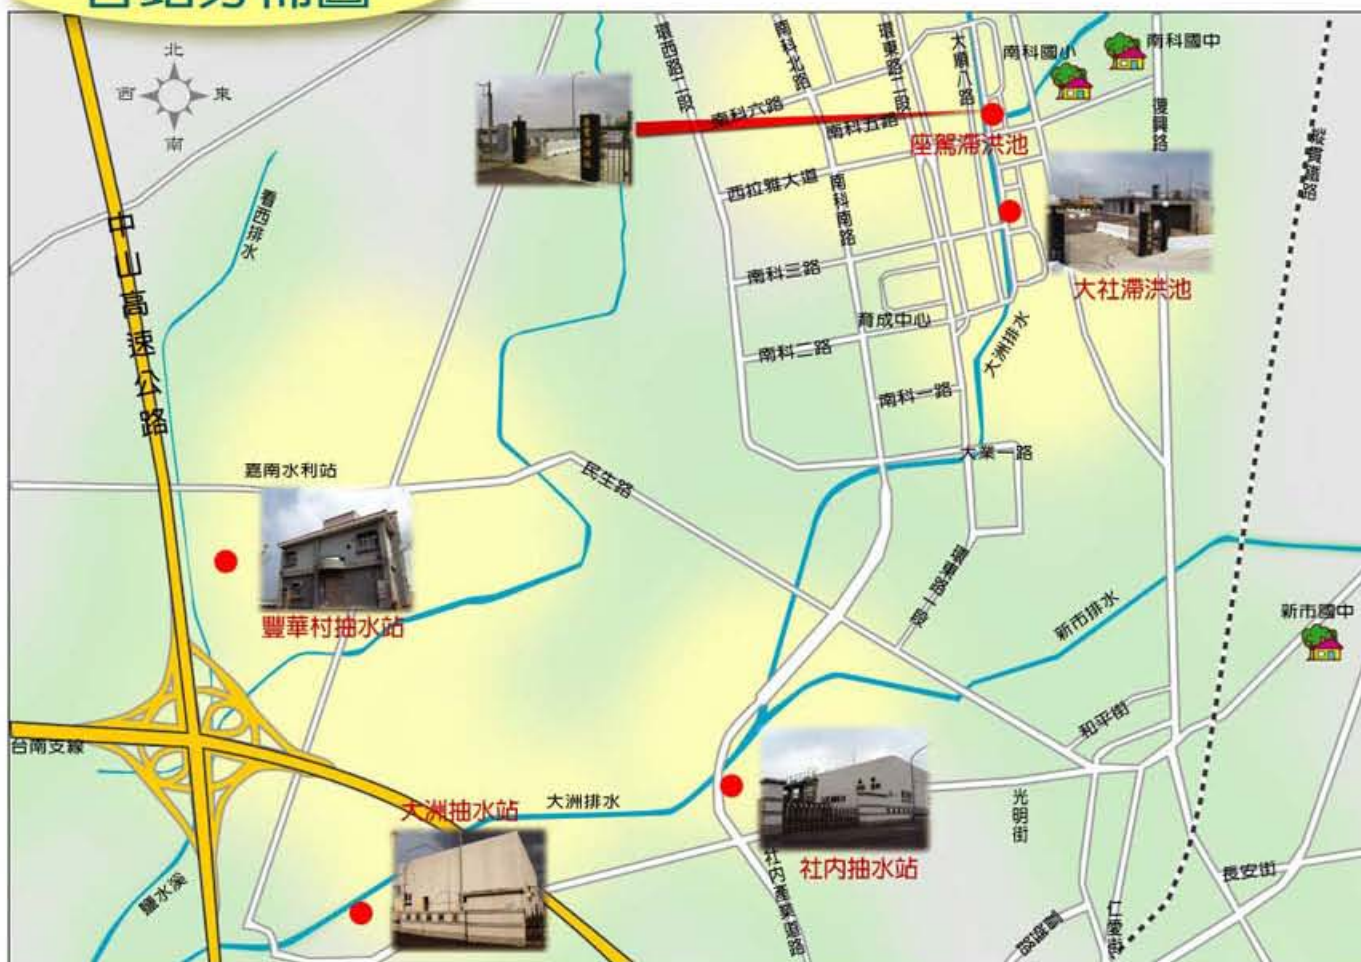 各站分佈圖
北
西
東
南
環西路二段
南科北路
環東路二段
大順八路
南科國小
南科國中
復興路
縱貫鐵路
南科六路
南科五路
座駕滯洪池
西拉雅大道
南科南路
大社滯洪池
看西排水
中山高速公路
南科三路
育成中心
大洲排水
南科二路
南科一路
大業一路
嘉南水利站
民生路
環東路一段
豐華村抽水站
新市排水
新市國中
和平街
台南支線
大洲抽水站
大洲排水
光明街
社内抽水站
社内產業道路
鹽水溪
長安街
仁愛街